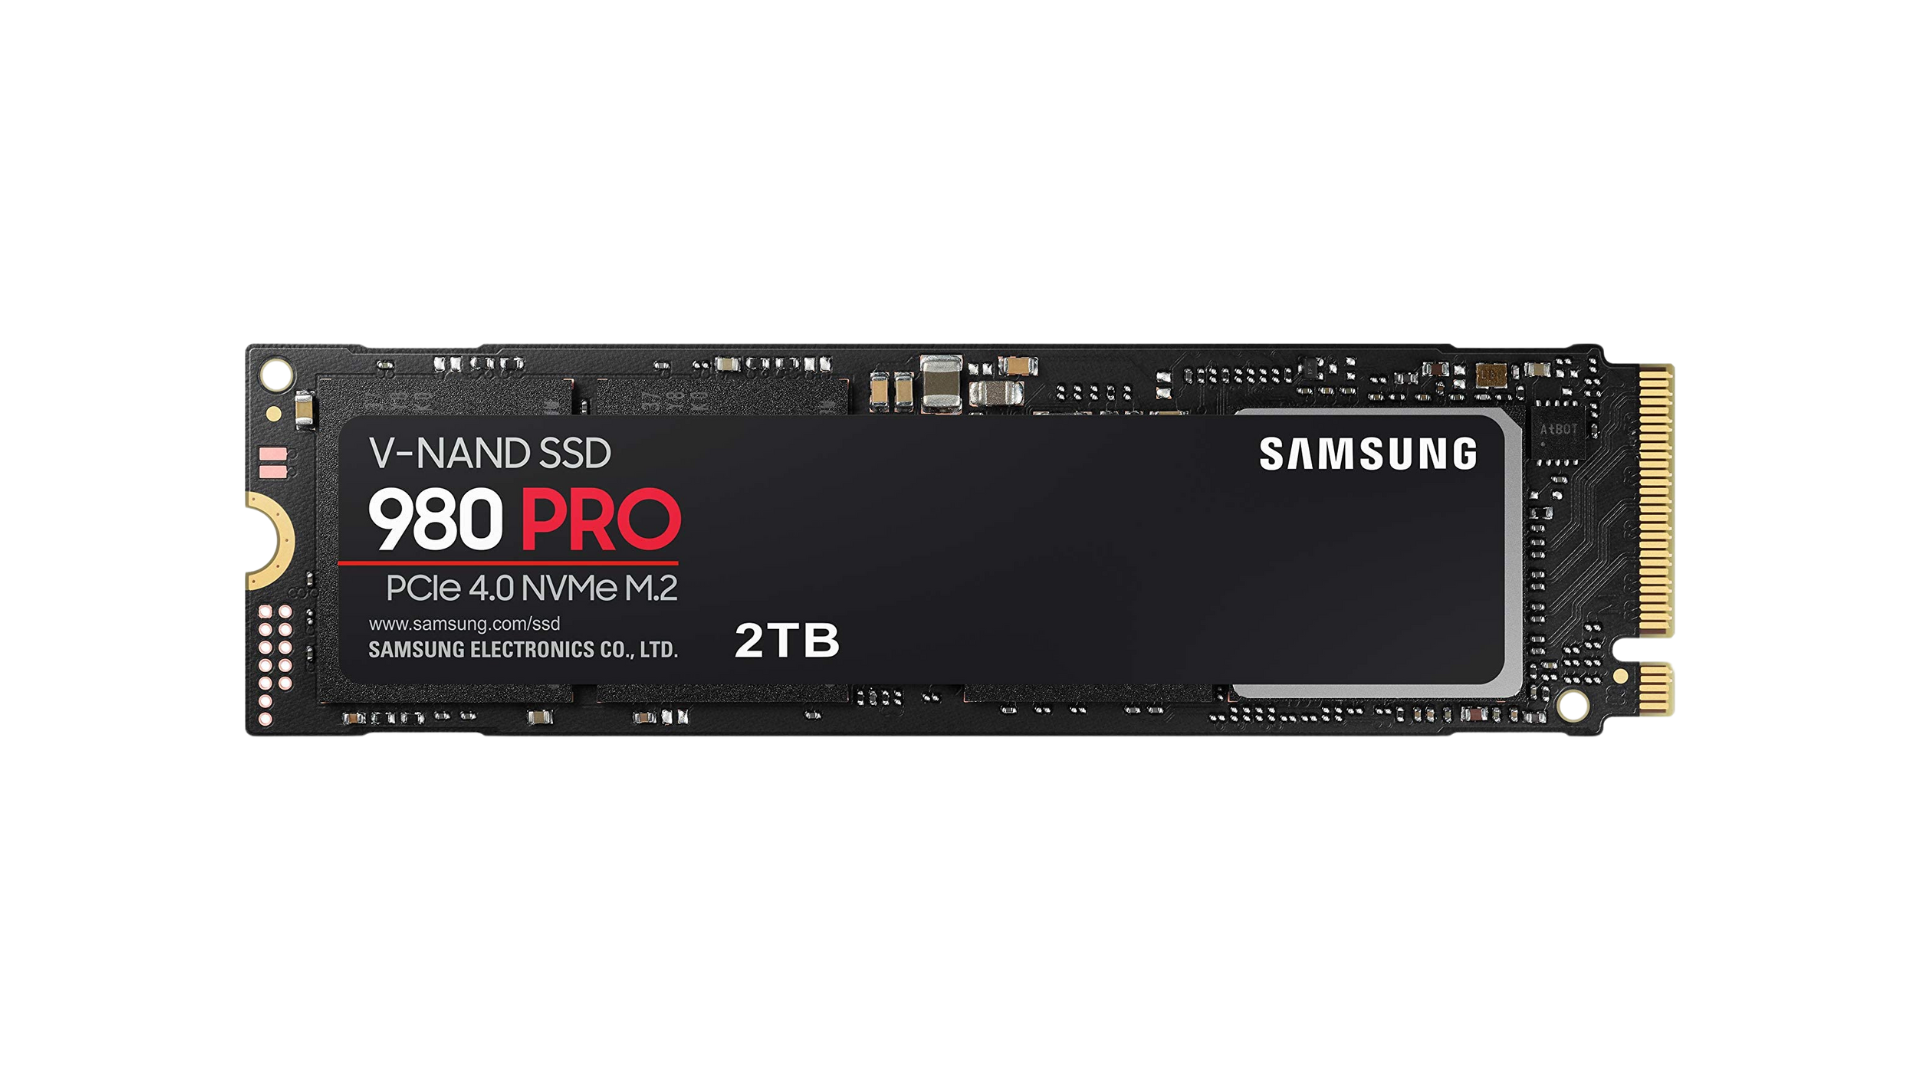 V-NAND SSD
SAMSUNG
980 PRO
PCIe 4.0 NVMe M.2
www.samsung.com/ssd
SAMSUNG ELECTRONICS CO., LTD.
2TB